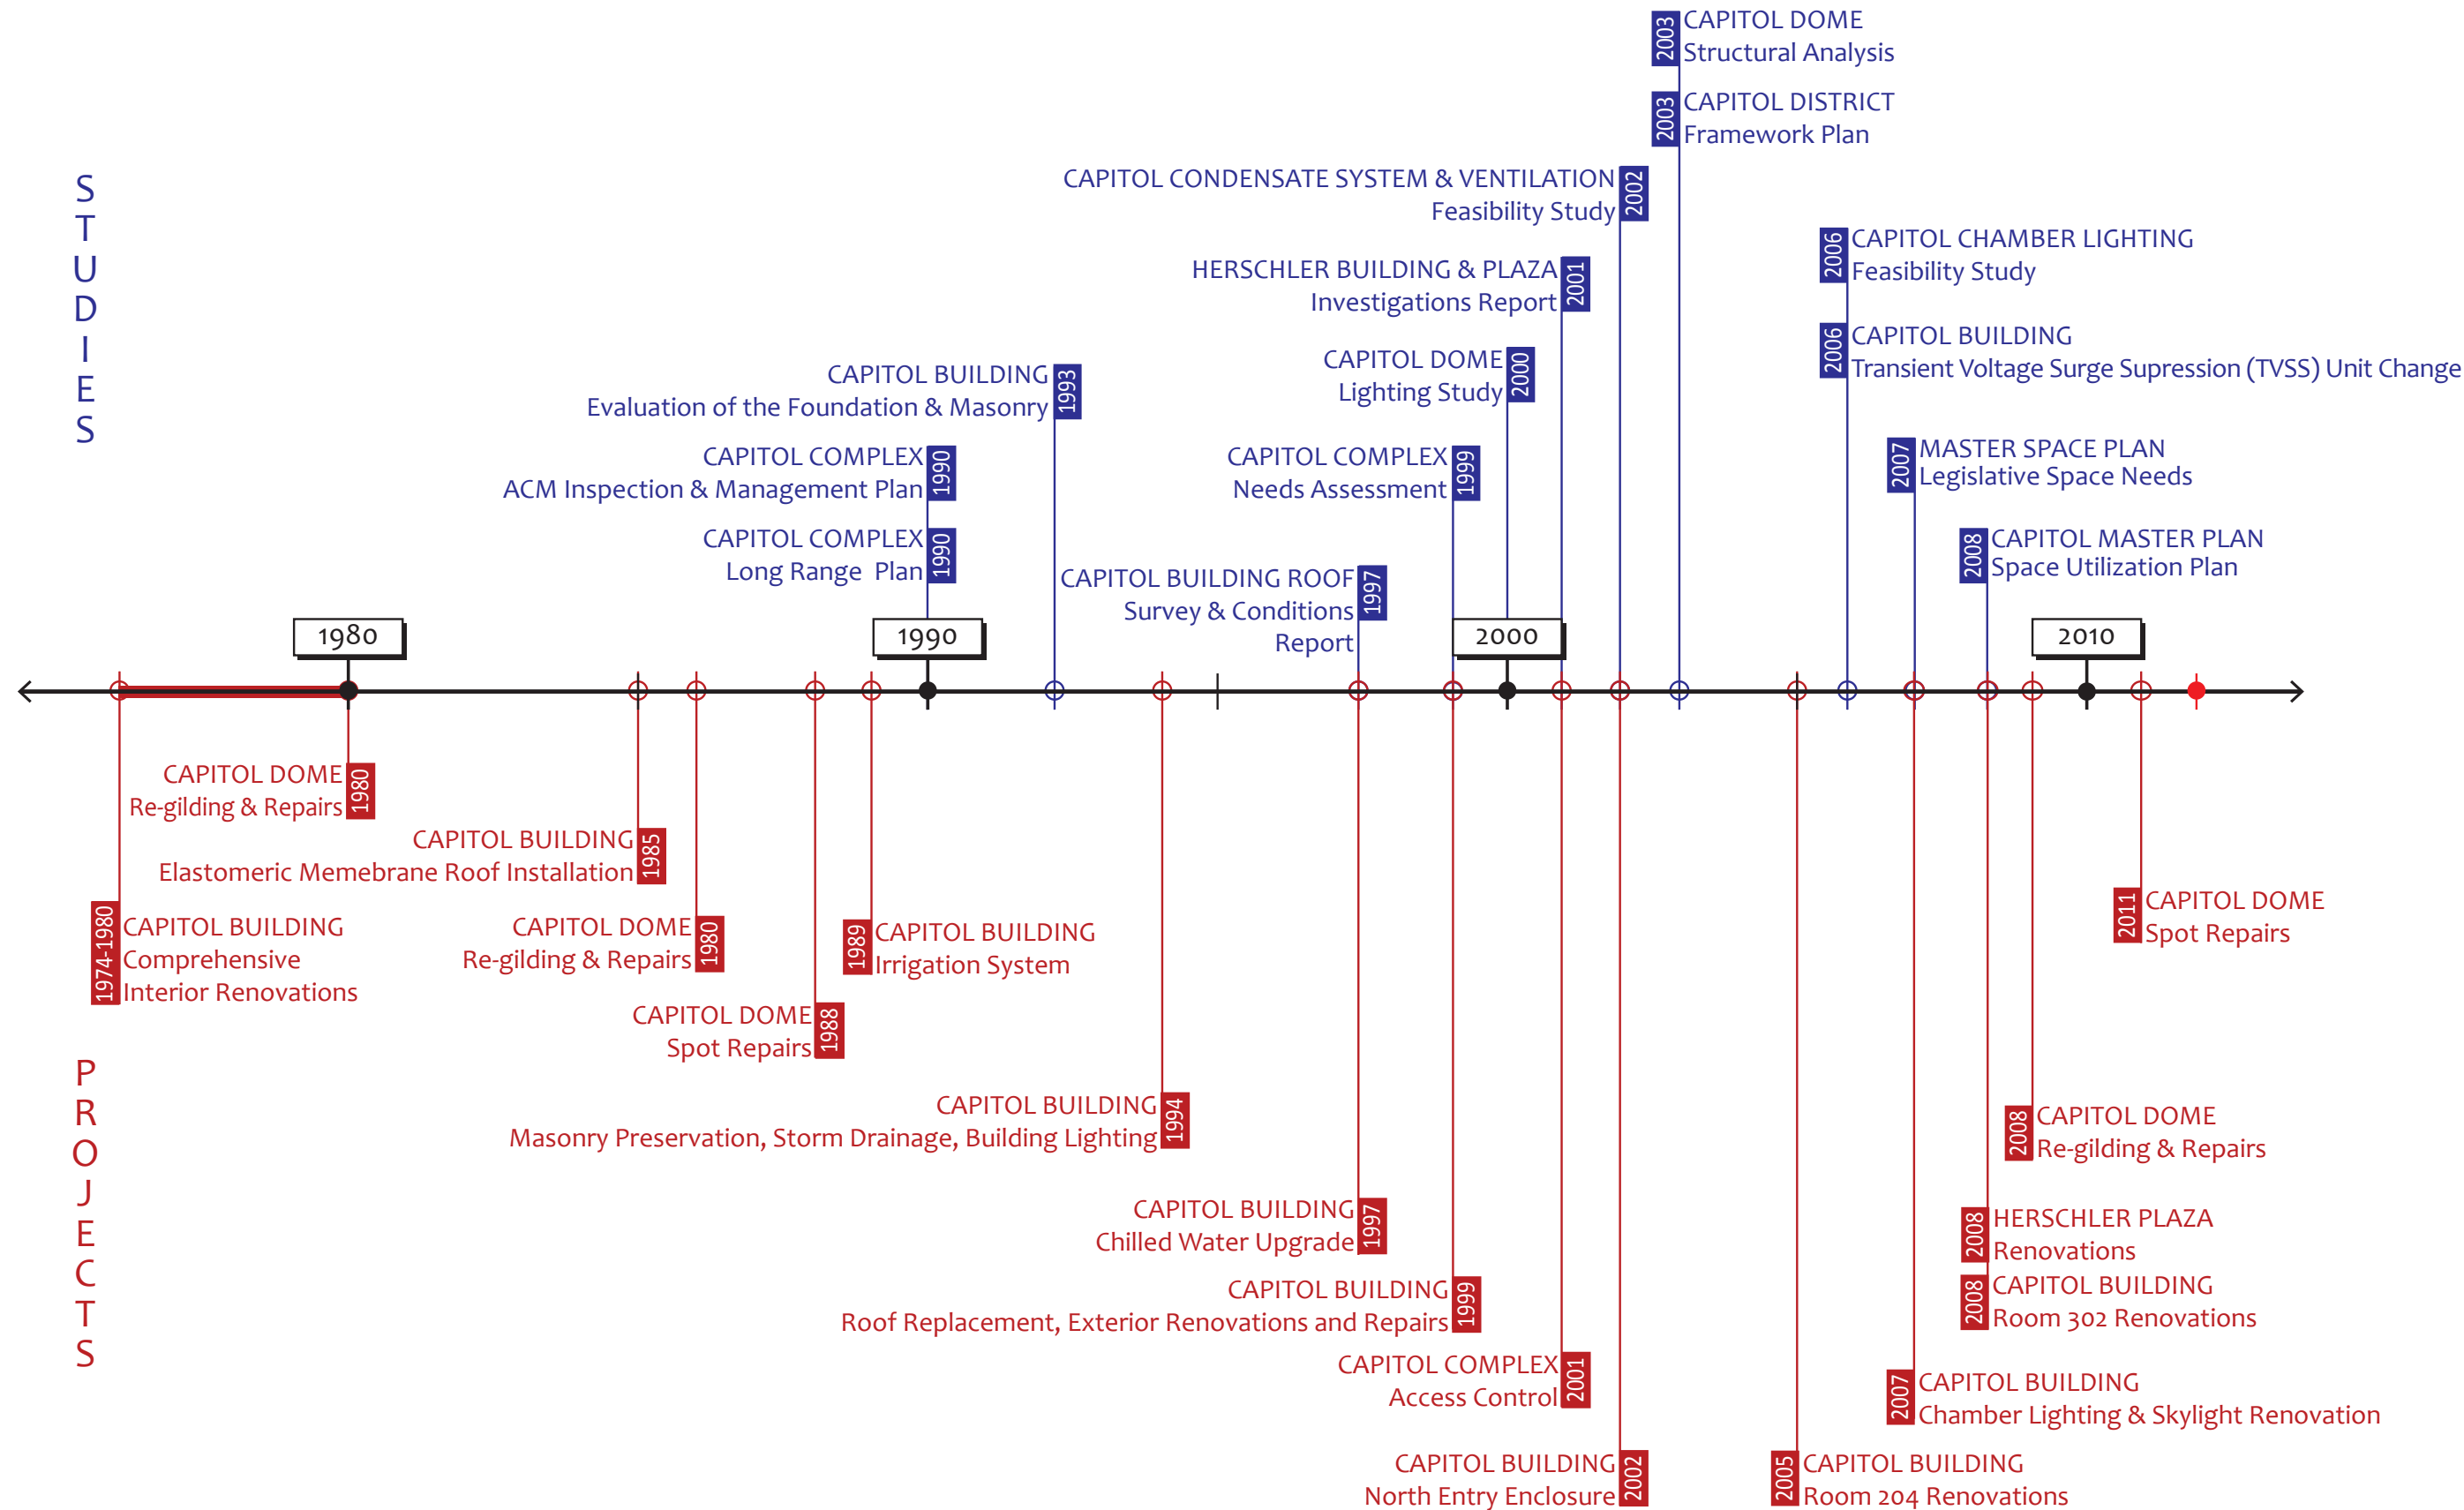 STUDIES
2003
CAPITOL DOME
Structural Analysis
2003
CAPITOL DISTRICT
Framework Plan
CAPITOL CONDENSATE SYSTEM & VENTILATION
Feasibility Study
2002
2006
CAPITOL CHAMBER LIGHTING
Feasibility Study
HERSCHLER BUILDING & PLAZA
Investigations Report
2001
2006
CAPITOL BUILDING
Transient Voltage Surge Supression (TVSS) Unit Change
CAPITOL DOME
Lighting Study
2000
CAPITOL BUILDING
Evaluation of the Foundation & Masonry
1993
CAPITOL COMPLEX
ACM Inspection & Management Plan
1990
CAPITOL COMPLEX
Needs Assessment
1999
2007
MASTER SPACE PLAN
Legislative Space Needs
CAPITOL COMPLEX
Long Range Plan
1990
CAPITOL BUILDING ROOF
Survey & Conditions
Report
1997
2008
CAPITOL MASTER PLAN
Space Utilization Plan
1980
1990
2000
2010
CAPITOL DOME
Re-gilding & Repairs
1980
CAPITOL BUILDING
Elastomeric Memebrane Roof Installation
1985
1974-1980
CAPITOL BUILDING
Comprehensive
Interior Renovations
CAPITOL DOME
Re-gilding & Repairs
1980
1989
CAPITOL BUILDING
Irrigation System
2011
CAPITOL DOME
Spot Repairs
CAPITOL DOME
Spot Repairs
1988
PROJECTS
CAPITOL BUILDING
Masonry Preservation, Storm Drainage, Building Lighting
1994
2008
CAPITOL DOME
Re-gilding & Repairs
CAPITOL BUILDING
Chilled Water Upgrade
1997
2008
HERSCHLER PLAZA
Renovations
CAPITOL BUILDING
Roof Replacement, Exterior Renovations and Repairs
1999
2008
CAPITOL BUILDING
Room 302 Renovations
CAPITOL COMPLEX
Access Control
2001
2007
CAPITOL BUILDING
Chamber Lighting & Skylight Renovation
CAPITOL BUILDING
North Entry Enclosure
2002
2005
CAPITOL BUILDING
Room 204 Renovations